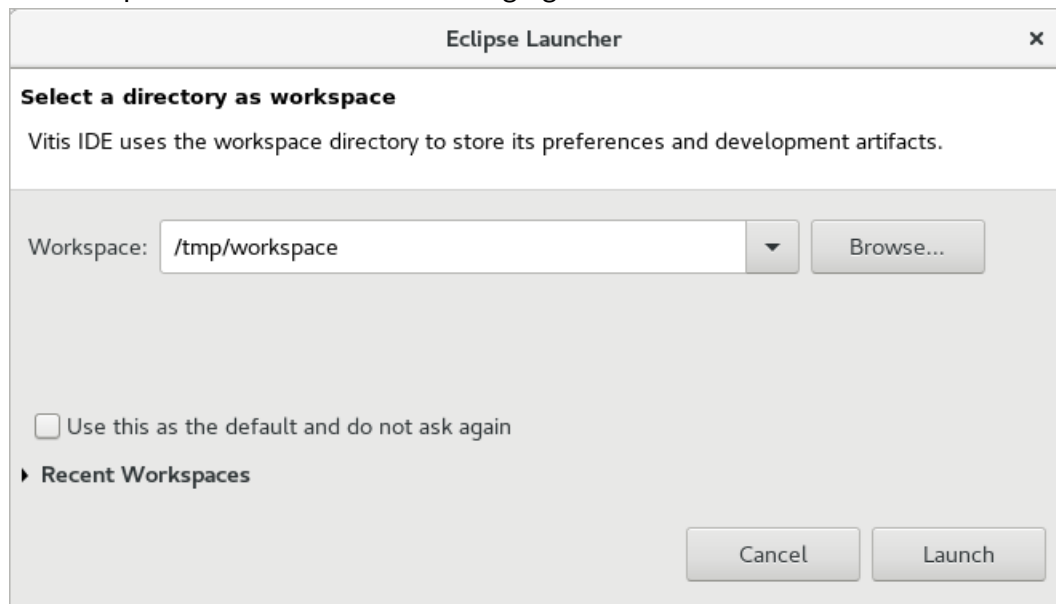 Eclipse Launcher
Select a directory as workspace
Vitis IDE uses the workspace directory to store its preferences and development artifacts.
Workspace: /tmp/workspace Browse...
Use this as the default and do not ask again
Recent Workspaces
Cancel Launch